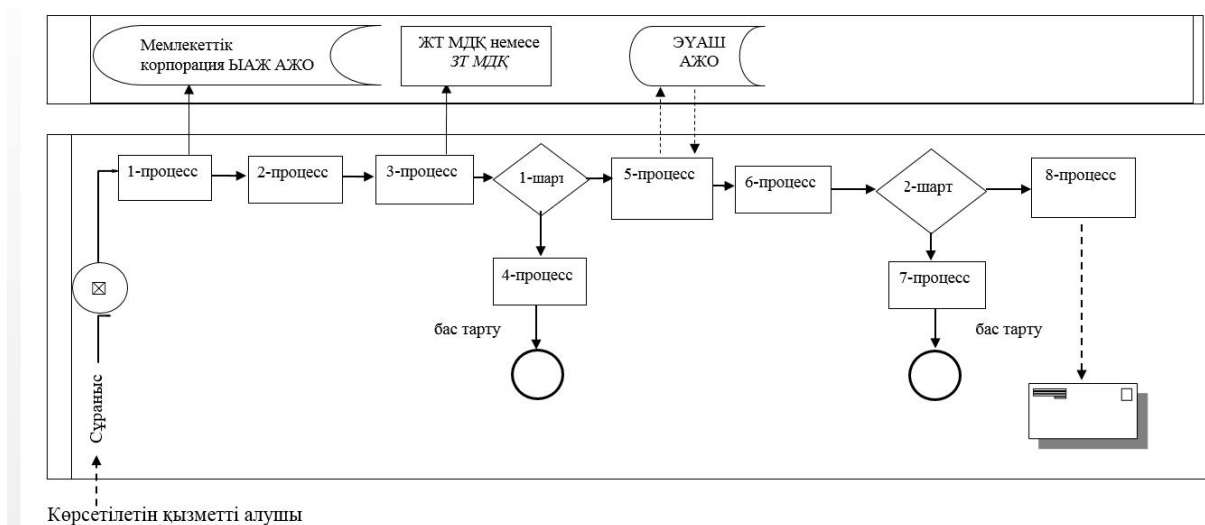 Мемлекеттік
корпорация ЫАЖ АЖО
ЖТ МДҚ немесе
ЗТ МДҚ
ЭҮАШ
АЖО
1-процесс
2-процесс
3-процесс
1-шарт
5-процесс
6-процесс
2-шарт
8-процесс
4-процесс
7-процесс
бас тарту
бас тарту
Сұраныс
Көрсетілетін қызметті алушы